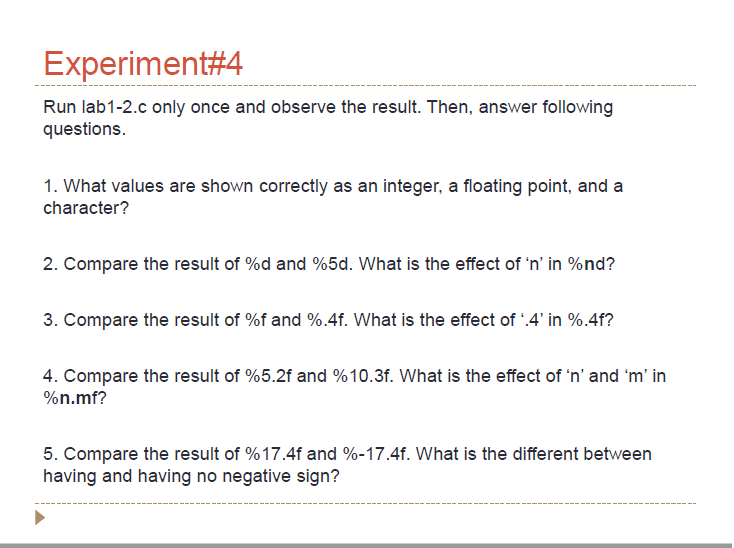 Experiment#4
Run lab1-2.c only once and observe the result. Then, answer following
questions.
1. What values are shown correctly as an integer, a floating point, and a
character?
2. Compare the result of %d and %5d. What is the effect of ‘n’ in %nd?
3. Compare the result of %f and %.4f. What is the effect of ‘.4’ in %.4f?
4. Compare the result of %5.2f and %10.3f. What is the effect of ‘n’ and ‘m’ in
%n.mf?
5. Compare the result of %17.4f and %-17.4f. What is the different between
having and having no negative sign?